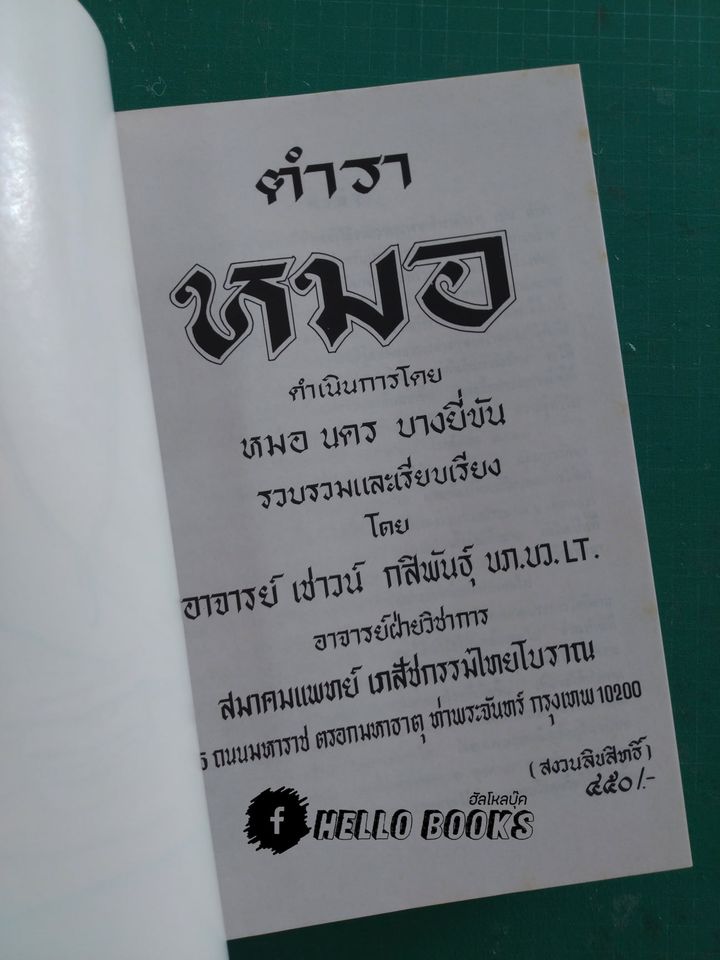 ตำรา
หมอ
ดำเนินการโดย
หมอ นคร บางยี่ขัน
รวบรวมและเรียบเรียง
โดย
อาจารย์ เชาวน์ กสิพันธุ์ บภ.บว.LT.
อาจารย์ฝ่ายวิชาการ
สมาคมแพทย์ เภสัชกรรมไทยโบราณ
5 ถนนมหาราช ตรอกมหาธาตุ ท่าพระจันทร์ กรุงเทพ 10200
(สงวนลิขสิทธิ์)
๔๕๐/-
ฮัลโหลบุ๊ค
f HELLO BOOKS